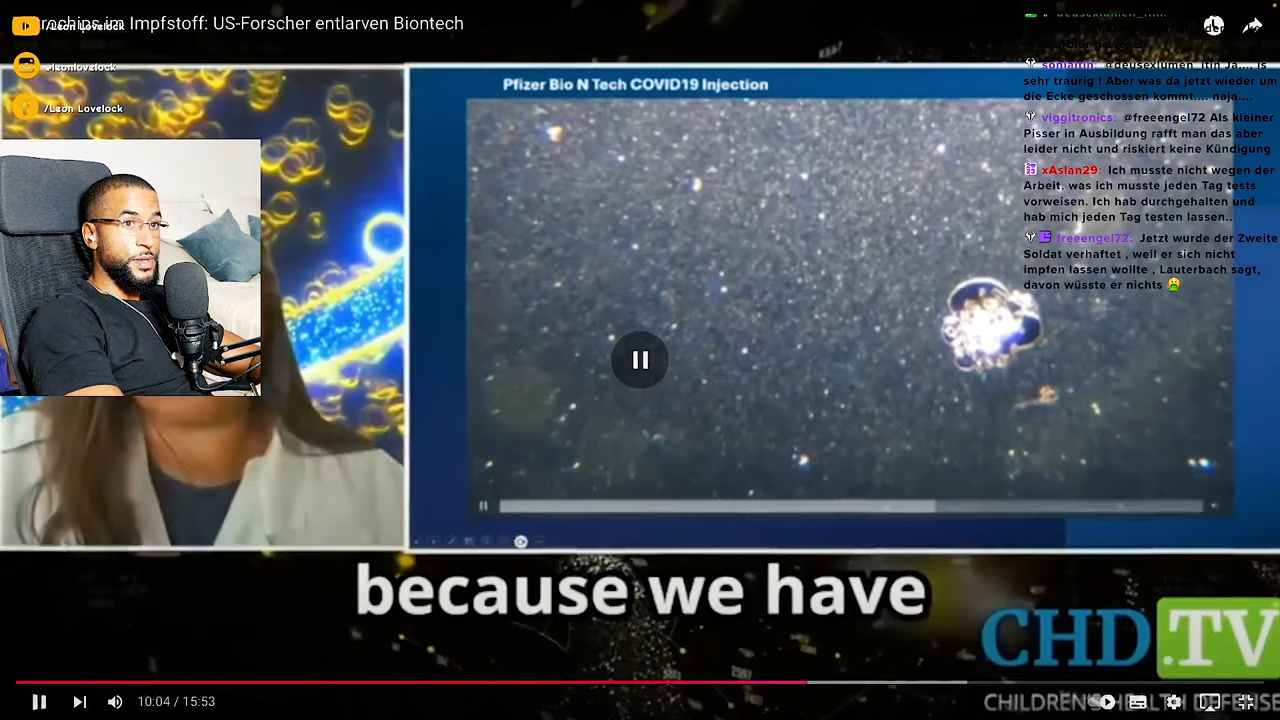 rochips im Impfstoff: US-Forscher entlarven Biontech
/Leon Lovelock
@leonlovelock
/Leon Lovelock
Pfizer Bio N Tech COVID19 Injection
sehr traurig ! Aber was da jetzt wieder um
die Ecke geschossen kommt.... naja....
viggitronics: @freeengel72 Als kleiner
Pisser in Ausbildung rafft man das aber
leider nicht und riskiert keine Kündigung
xAslan29: Ich musste nicht wegen der
Arbeit, was ich musste jeden Tag tests
vorweisen. Ich hab durchgehalten und
hab mich jeden Tag testen lassen..
freeengel72: Jetzt wurde der Zweite
Soldat verhaftet , weil er sich nicht
impfen lassen wollte , Lauterbach sagt,
davon wüsste er nichts 🤮
because we have
CHD.TV
CHILDREN'S HEALTH DEFENSE
10:04 / 15:53